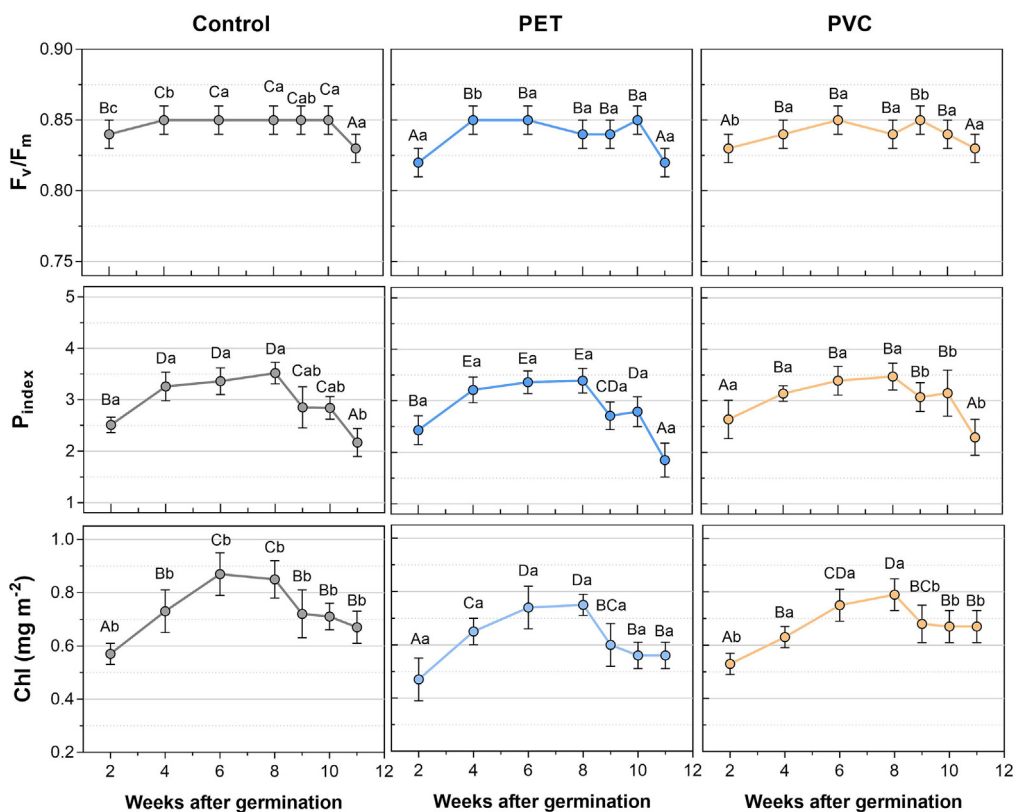 Control PET PVC
0.90
Bc Cb Ca Ca Cab Ca Aa
Aa Bb Ba Ba Ba Ba Aa
Ab Ba Ba Ba Bb Ba Aa
0.85
Fv/Fm
0.80
0.75
5
Ba Da Da Da Cab Cab Ab
Ba Ea Ea Ea CDa Da Aa
Aa Ba Ba Ba Bb Bb Ab
4
3
Pindex
2
1
1.0
Ab Bb Cb Cb Bb Bb Bb
Aa Ca Da Da BCa Ba Ba
Ab Ba CDa Da BCb Bb Bb
0.8
0.6
Chl (mg m⁻²)
0.4
0.2
2 4 6 8 10 12 2 4 6 8 10 12 2 4 6 8 10 12
Weeks after germination Weeks after germination Weeks after germination